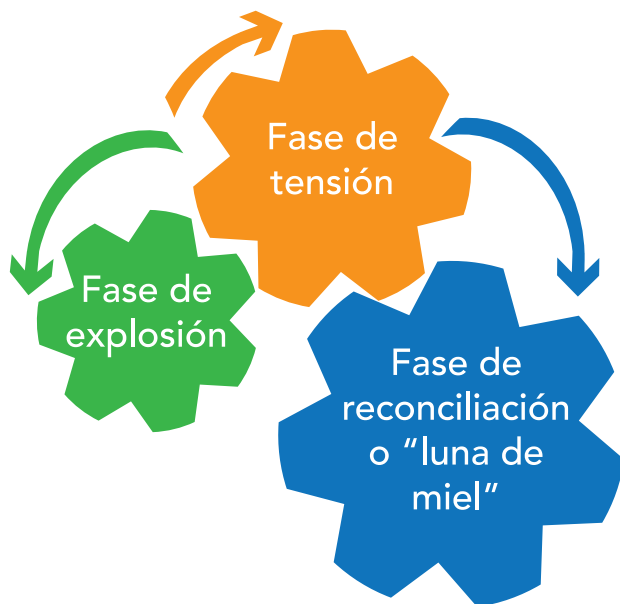 Fase de
tensión
Fase de
explosión
Fase de
reconciliación
o “luna de
miel”